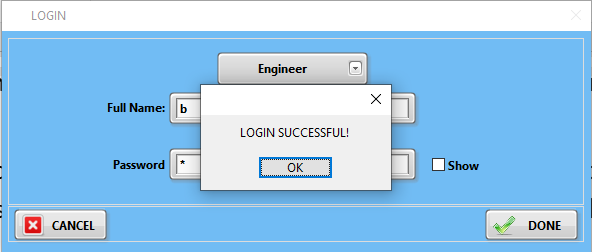 LOGIN
Engineer
Full Name: b
LOGIN SUCCESSFUL!
Password *
OK
Show
CANCEL
DONE